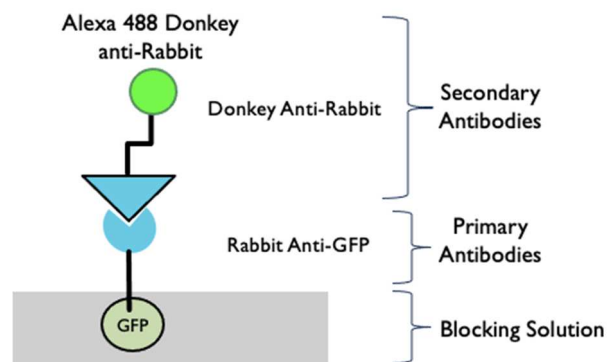 Alexa 488 Donkey
anti-Rabbit
Donkey Anti-Rabbit
Secondary
Antibodies
Rabbit Anti-GFP
Primary
Antibodies
GFP
Blocking Solution